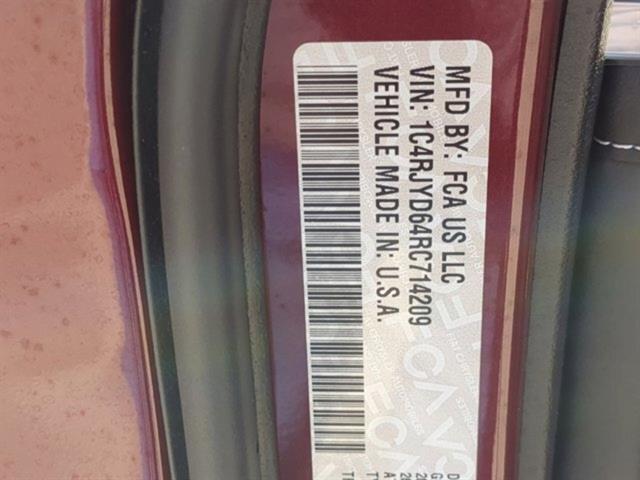 MFD BY: FCA US LLC
VIN: 1C4RJYD64RC714209
VEHICLE MADE IN: U.S.A.